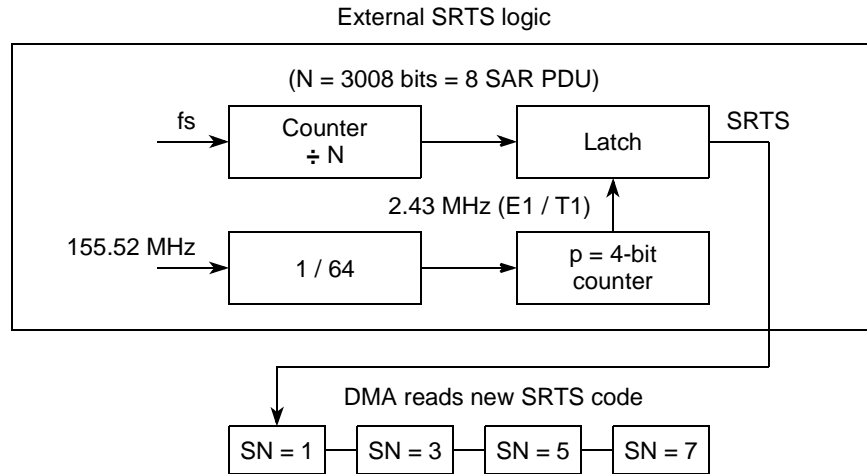 External SRTS logic
(N = 3008 bits = 8 SAR PDU)
fs
Counter
÷ N
Latch
SRTS
2.43 MHz (E1 / T1)
155.52 MHz
1 / 64
p = 4-bit
counter
DMA reads new SRTS code
SN = 1
SN = 3
SN = 5
SN = 7